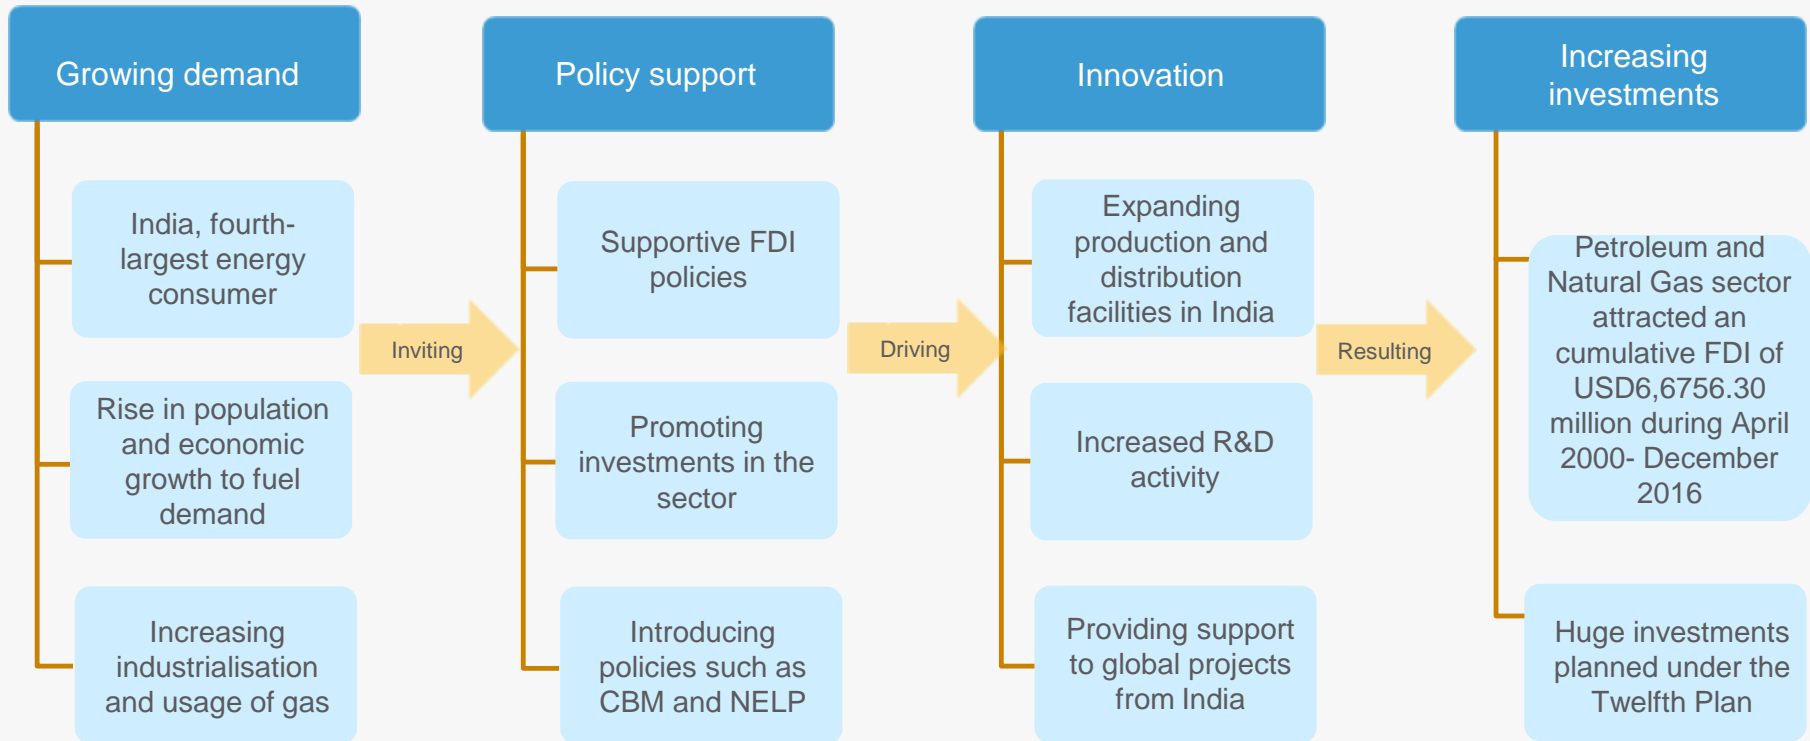 Growing demand
India, fourth-
largest energy
consumer
Rise in population
and economic
growth to fuel
demand
Increasing
industrialisation
and usage of gas
Inviting
Policy support
Supportive FDI
policies
Promoting
investments in the
sector
Introducing
policies such as
CBM and NELP
Driving
Innovation
Expanding
production and
distribution
facilities in India
Increased R&D
activity
Providing support
to global projects
from India
Resulting
Increasing
investments
Petroleum and
Natural Gas sector
attracted an
cumulative FDI of
USD6,6756.30
million during April
2000- December
2016
Huge investments
planned under the
Twelfth Plan